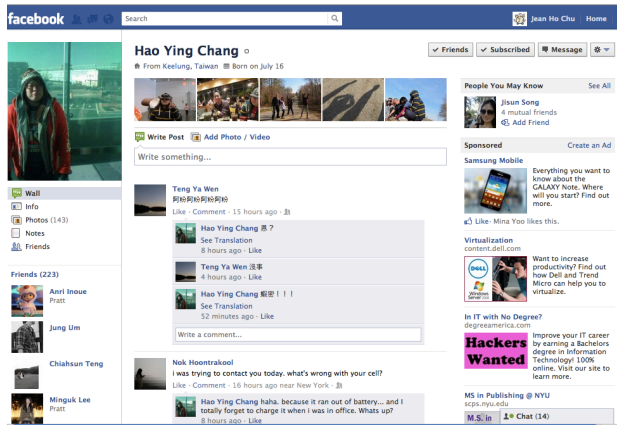 facebook
Search
Jean Ho Chu
Home
Hao Ying Chang
From Keelung, Taiwan
Born on July 16
Friends
Subscribed
Message
Write Post
Add Photo / Video
Write something...
Wall
Info
Photos (143)
Notes
Friends
Friends (223)
Anri Inoue
Pratt
Jung Um
Chiahsun Teng
Minguk Lee
Pratt
Teng Ya Wen
阿粉阿粉阿粉阿粉
Like · Comment · 15 hours ago ·
Hao Ying Chang 恩？
See Translation
8 hours ago · Like
Teng Ya Wen 沒事
4 hours ago · Like
Hao Ying Chang 蝦密！！！
See Translation
52 minutes ago · Like
Write a comment...
Nok Hoontrakool
i was trying to contact you today. what's wrong with your cell?
Like · Comment · 16 hours ago near New York ·
Hao Ying Chang haha. because it ran out of battery... and I
totally forget to charge it when i was in office. Whats up?
8 hours ago · Like
People You May Know
See All
Jisun Song
4 mutual friends
Add Friend
Sponsored
Create an Ad
Samsung Mobile
Everything you want to
know about the
GALAXY Note. Where
will you start? Find out
more.
Like · Mina Yoo likes this.
Virtualization
content.dell.com
DELL
Windows
Server
Want to increase
productivity? Find out
how Dell and Trend
Micro can help you to
virtualize.
In IT with No Degree?
degreeamerica.com
Hackers
Wanted
Improve your IT career
by earning a Bachelors
degree in Information
Technology! 100%
online. Visit our site to
learn more.
MS in Publishing @ NYU
scps.nyu.edu
M.S. in
Chat (14)